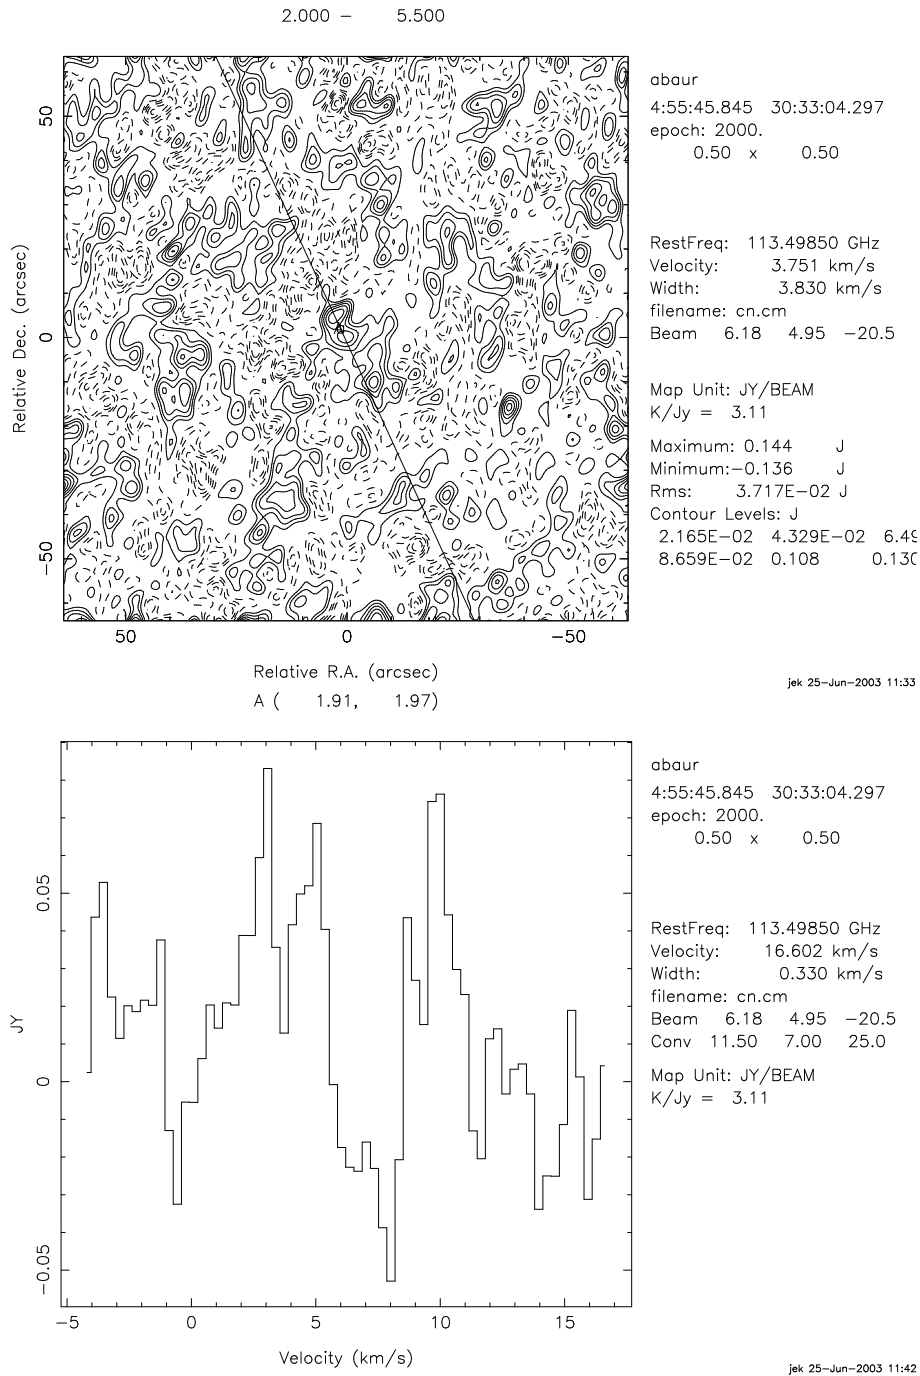 2.000 − 5.500
abaur
4:55:45.845 30:33:04.297
epoch: 2000.
0.50 x 0.50
RestFreq: 113.49850 GHz
Velocity: 3.751 km/s
Width: 3.830 km/s
filename: cn.cm
Beam 6.18 4.95 −20.5
Map Unit: JY/BEAM
K/Jy = 3.11
Maximum: 0.144 J
Minimum:−0.136 J
Rms: 3.717E−02 J
Contour Levels: J
2.165E−02 4.329E−02 6.49
8.659E−02 0.108 0.130
Relative Dec. (arcsec)
50
0
−50
50 0 −50
Relative R.A. (arcsec)
jek 25−Jun−2003 11:33
A ( 1.91, 1.97)
abaur
4:55:45.845 30:33:04.297
epoch: 2000.
0.50 x 0.50
RestFreq: 113.49850 GHz
Velocity: 16.602 km/s
Width: 0.330 km/s
filename: cn.cm
Beam 6.18 4.95 −20.5
Conv 11.50 7.00 25.0
Map Unit: JY/BEAM
K/Jy = 3.11
JY
0.05
0
−0.05
−5 0 5 10 15
Velocity (km/s)
jek 25−Jun−2003 11:42